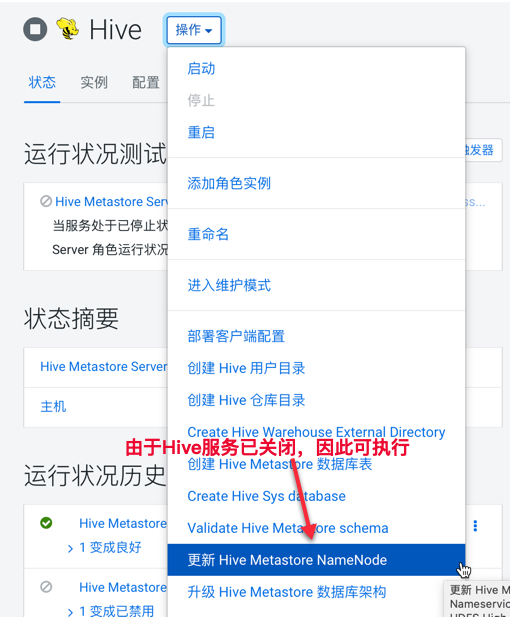 Hive 操作
状态 实例 配置
启动
停止
重启
运行状况测试
触发器
添加角色实例
Hive Metastore Ser
ss...
当服务处于已停止状
重命名
Server 角色运行状况
进入维护模式
状态摘要
部署客户端配置
Hive Metastore Server
创建 Hive 用户目录
主机
创建 Hive 仓库目录
Create Hive Warehouse External Directory
由于Hive服务已关闭，因此可执行
创建 Hive Metastore 数据库表
运行状况历史
Create Hive Sys database
Hive Metastore
Validate Hive Metastore schema
1 变成良好
更新 Hive Metastore NameNode
Hive Metastore
升级 Hive Metastore 数据库架构
更新 Hive M
Nameservic
1 变成已禁用
HDFS High